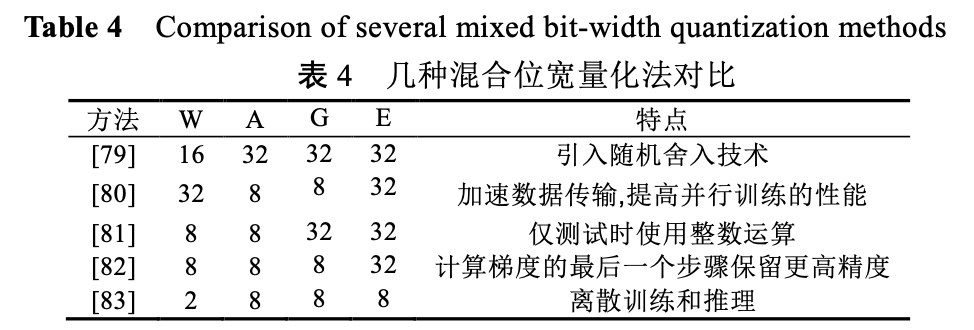 Table 4 Comparison of several mixed bit-width quantization methods
表 4 几种混合位宽量化法对比
方法 W A G E 特点
[79] 16 32 32 32 引入随机舍入技术
[80] 32 8 8 32 加速数据传输,提高并行训练的性能
[81] 8 8 32 32 仅测试时使用整数运算
[82] 8 8 8 32 计算梯度的最后一个步骤保留更高精度
[83] 2 8 8 8 离散训练和推理